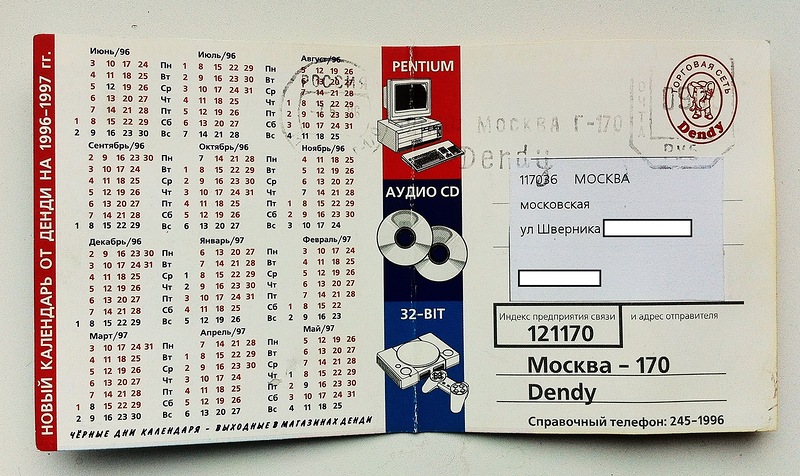 НОВЫЙ КАЛЕНДАРЬ ОТ ДЕНДИ НА 1996–1997 гг.
Июнь/96 Июль/96 Август/96
3 10 17 24 Пн 1 8 15 22 29 Пн 5 12 19 26
4 11 18 25 Вт 2 9 16 23 30 Вт 6 13 20 27
5 12 19 26 Ср 3 10 17 24 31 Ср 7 14 21 28
6 13 20 27 Чт 4 11 18 25 Чт 1 8 15 22 29
7 14 21 28 Пт 5 12 19 26 Пт 2 9 16 23 30
1 8 15 22 29 Сб 6 13 20 27 Сб 3 10 17 24 31
2 9 16 23 30 Вс 7 14 21 28 Вс 4 11 18 25
Сентябрь/96 Октябрь/96 Ноябрь/96
2 9 16 23 30 Пн 7 14 21 28 Пн 4 11 18 25
3 10 17 24 Вт 1 8 15 22 29 Вт 5 12 19 26
4 11 18 25 Ср 2 9 16 23 30 Ср 6 13 20 27
5 12 19 26 Чт 3 10 17 24 31 Чт 7 14 21 28
6 13 20 27 Пт 4 11 18 25 Пт 1 8 15 22 29
7 14 21 28 Сб 5 12 19 26 Сб 2 9 16 23 30
1 8 15 22 29 Вс 6 13 20 27 Вс 3 10 17 24
Декабрь/96 Январь/97 Февраль/97
2 9 16 23 30 Пн 6 13 20 27 Пн 3 10 17 24
3 10 17 24 31 Вт 7 14 21 28 Вт 4 11 18 25
4 11 18 25 Ср 1 8 15 22 29 Ср 5 12 19 26
5 12 19 26 Чт 2 9 16 23 30 Чт 6 13 20 27
6 13 20 27 Пт 3 10 17 24 31 Пт 7 14 21 28
7 14 21 28 Сб 4 11 18 25 Сб 1 8 15 22
1 8 15 22 29 Вс 5 12 19 26 Вс 2 9 16 23
Март/97 Апрель/97 Май/97
3 10 17 24 31 Пн 7 14 21 28 Пн 5 12 19 26
4 11 18 25 Вт 1 8 15 22 29 Вт 6 13 20 27
5 12 19 26 Ср 2 9 16 23 30 Ср 7 14 21 28
6 13 20 27 Чт 3 10 17 24 Чт 1 8 15 22 29
7 14 21 28 Пт 4 11 18 25 Пт 2 9 16 23 30
1 8 15 22 29 Сб 5 12 19 26 Сб 3 10 17 24 31
2 9 16 23 30 Вс 6 13 20 27 Вс 4 11 18 25
ЧЁРНЫЕ ДНИ КАЛЕНДАРЯ – ВЫХОДНЫЕ В МАГАЗИНАХ ДЕНДИ
РОССИЯ
PENTIUM
АУДИО CD
32-BIT
МОСКВА Г-170
Dendy
ТОРГОВАЯ СЕТЬ
Dendy
117036 МОСКВА
московская
ул Шверника
Индекс предприятия связи и адрес отправителя
121170
Москва – 170
Dendy
Справочный телефон: 245-1996